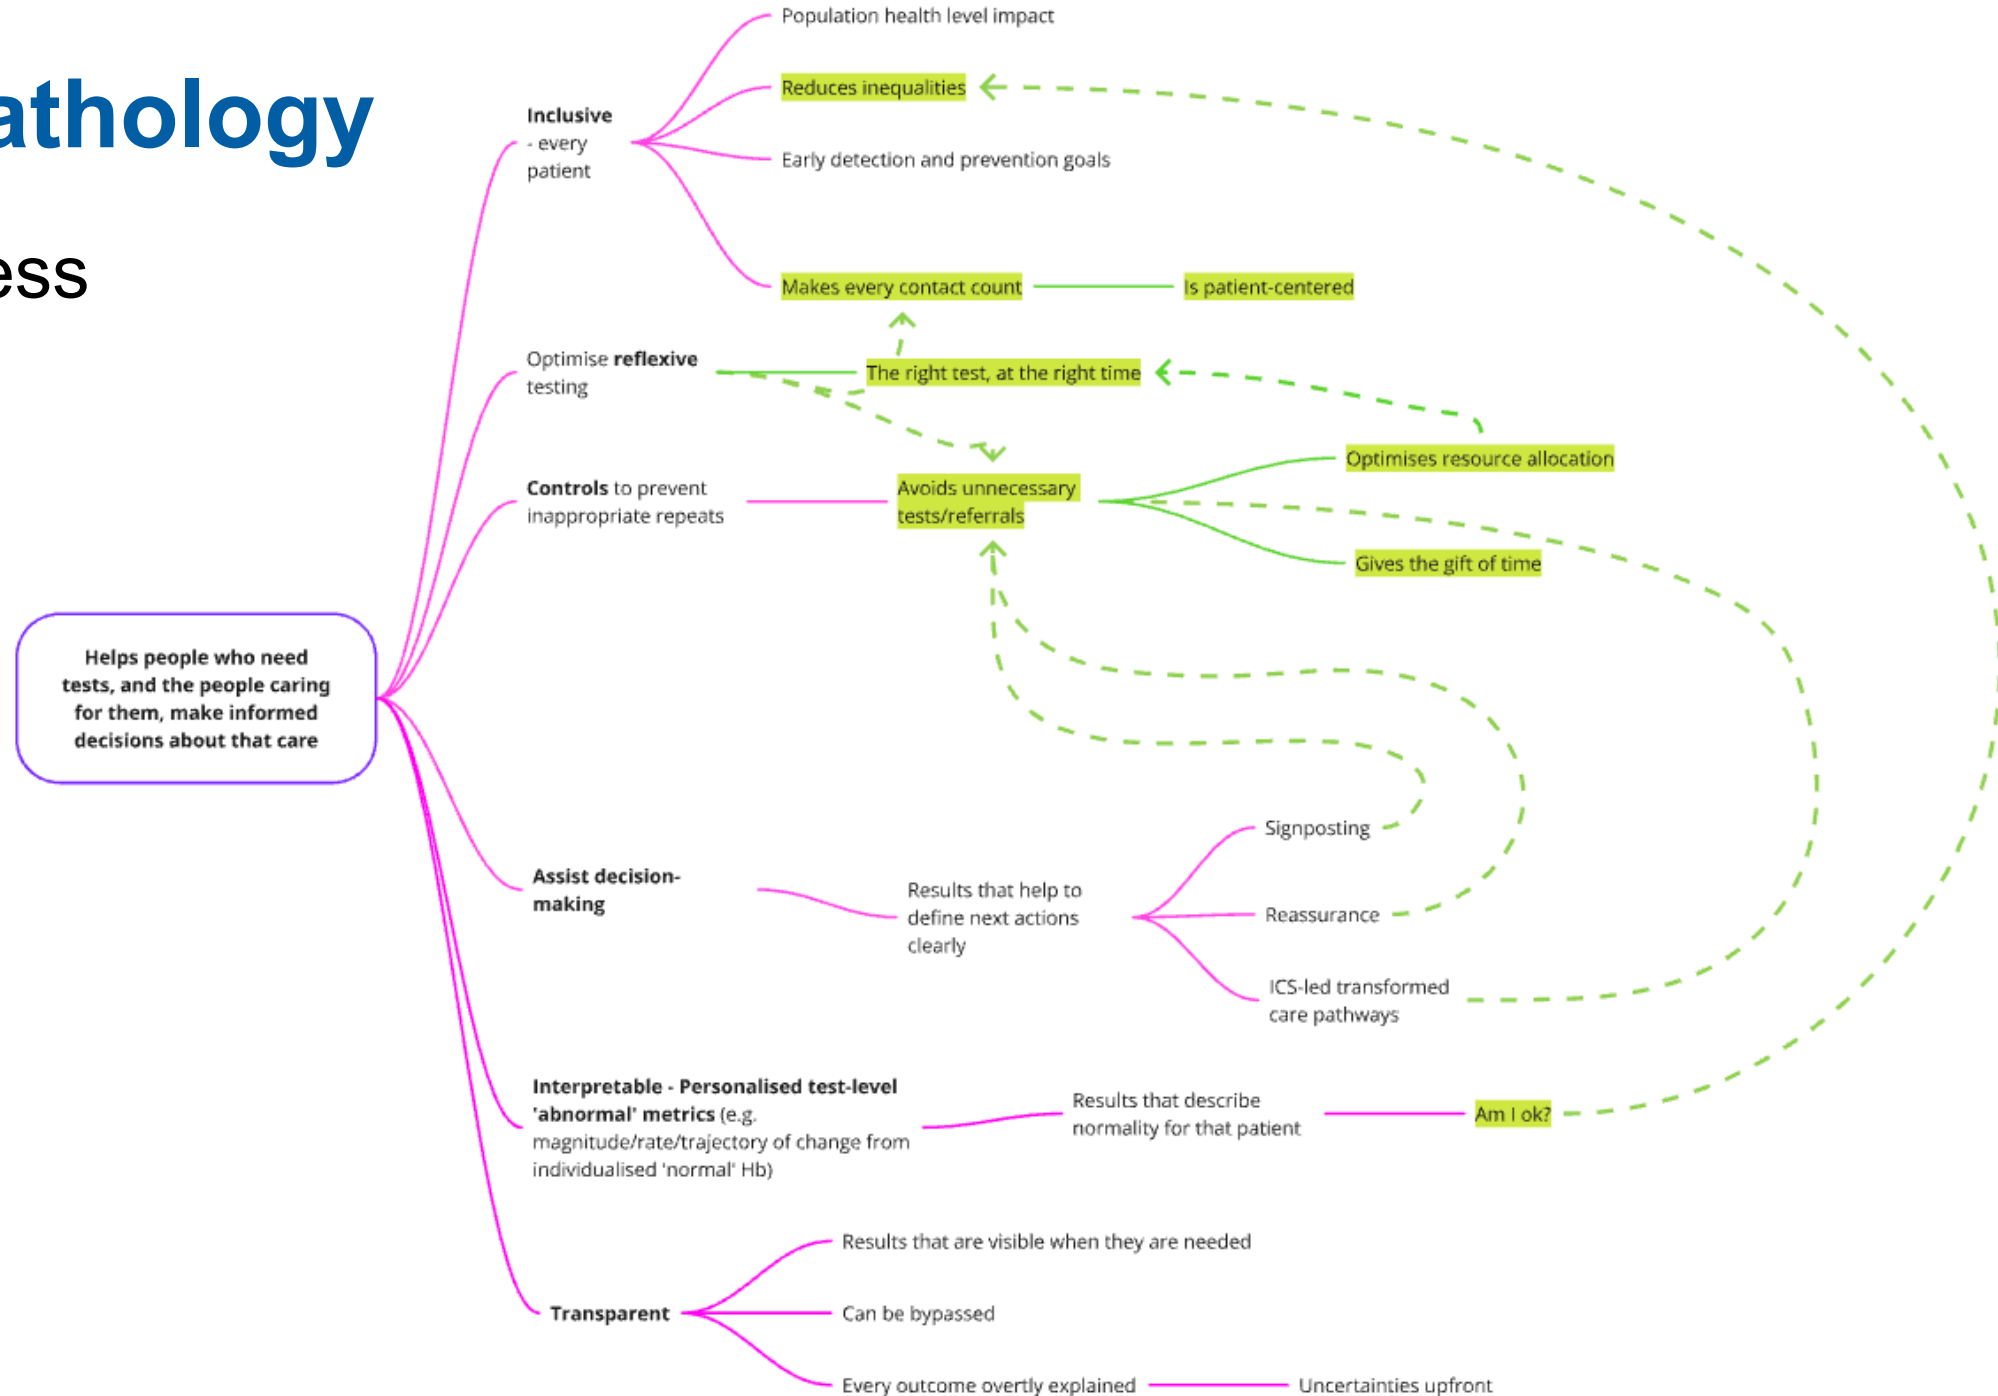 athology
ess
Population health level impact
Reduces inequalities
Inclusive
- every
patient
Early detection and prevention goals
Makes every contact count
Is patient-centered
Optimise reflexive
testing
The right test, at the right time
Optimises resource allocation
Controls to prevent
inappropriate repeats
Avoids unnecessary
tests/referrals
Gives the gift of time
Helps people who need
tests, and the people caring
for them, make informed
decisions about that care
Assist decision-
making
Results that help to
define next actions
clearly
Signposting
Reassurance
ICS-led transformed
care pathways
Interpretable - Personalised test-level
'abnormal' metrics (e.g.
magnitude/rate/trajectory of change from
individualised 'normal' Hb)
Results that describe
normality for that patient
Am I ok?
Transparent
Results that are visible when they are needed
Can be bypassed
Every outcome overtly explained
Uncertainties upfront